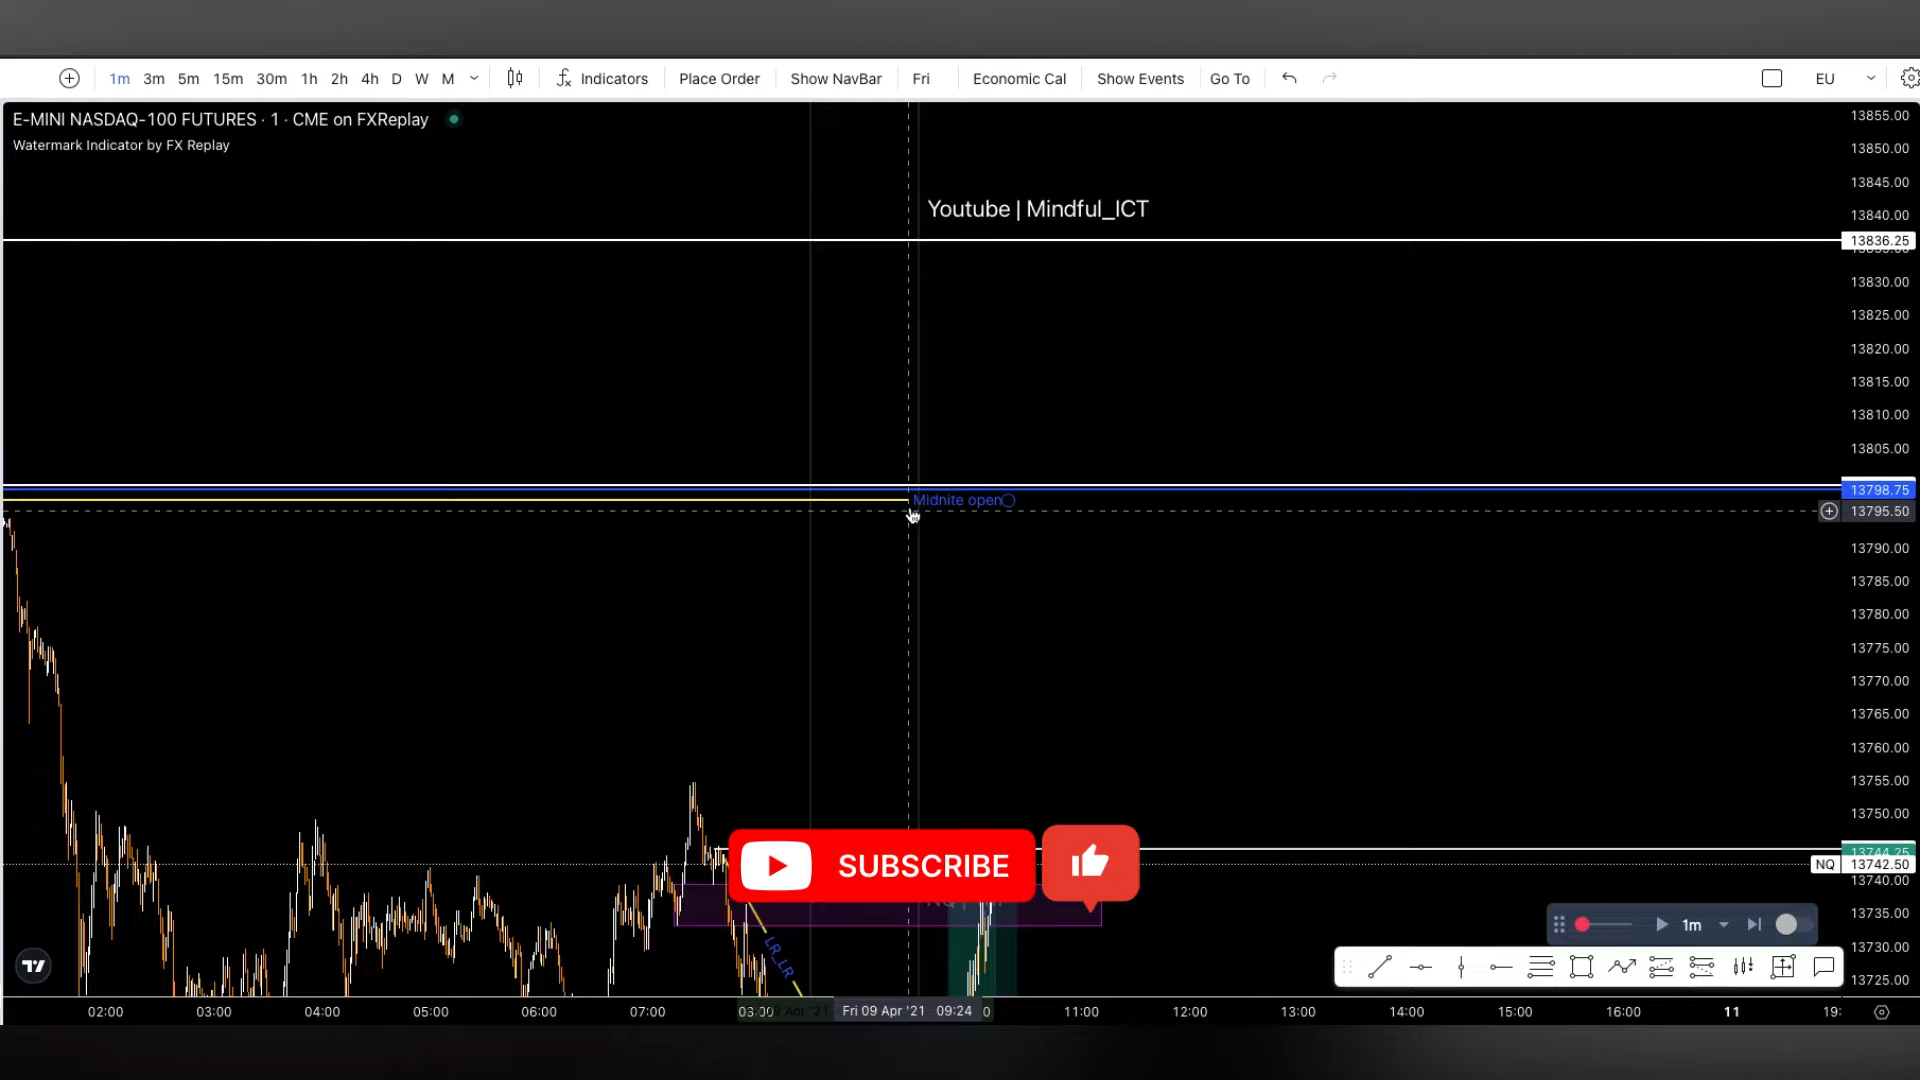 1m 3m 5m 15m 30m 1h 2h 4h D W M Indicators Place Order Show NavBar Fri Economic Cal Show Events Go To EU
E-MINI NASDAQ-100 FUTURES · 1 · CME on FXReplay
Watermark Indicator by FX Replay
Youtube | Mindful_ICT
13855.00
13850.00
13845.00
13840.00
13836.25
13830.00
13825.00
13820.00
13815.00
13810.00
13805.00
13798.75
Midnite open
13795.50
13790.00
13785.00
13780.00
13775.00
13770.00
13765.00
13760.00
13755.00
13750.00
13744.25
NQ 13742.50
13740.00
13735.00
13730.00
13725.00
SUBSCRIBE
LR_LR
1m
02:00 03:00 04:00 05:00 06:00 07:00 Fri 09 Apr '21 09:24 11:00 12:00 13:00 14:00 15:00 16:00 11 19: